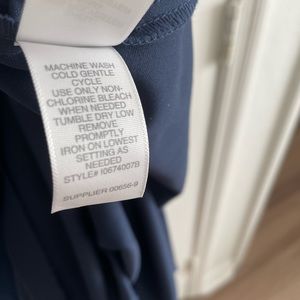 MACHINE WASH
COLD GENTLE
CYCLE
USE ONLY NON-
CHLORINE BLEACH
WHEN NEEDED
TUMBLE DRY LOW
REMOVE
PROMPTLY
IRON ON LOWEST
SETTING AS
NEEDED
STYLE# I0674007B
SUPPLIER 00656-9